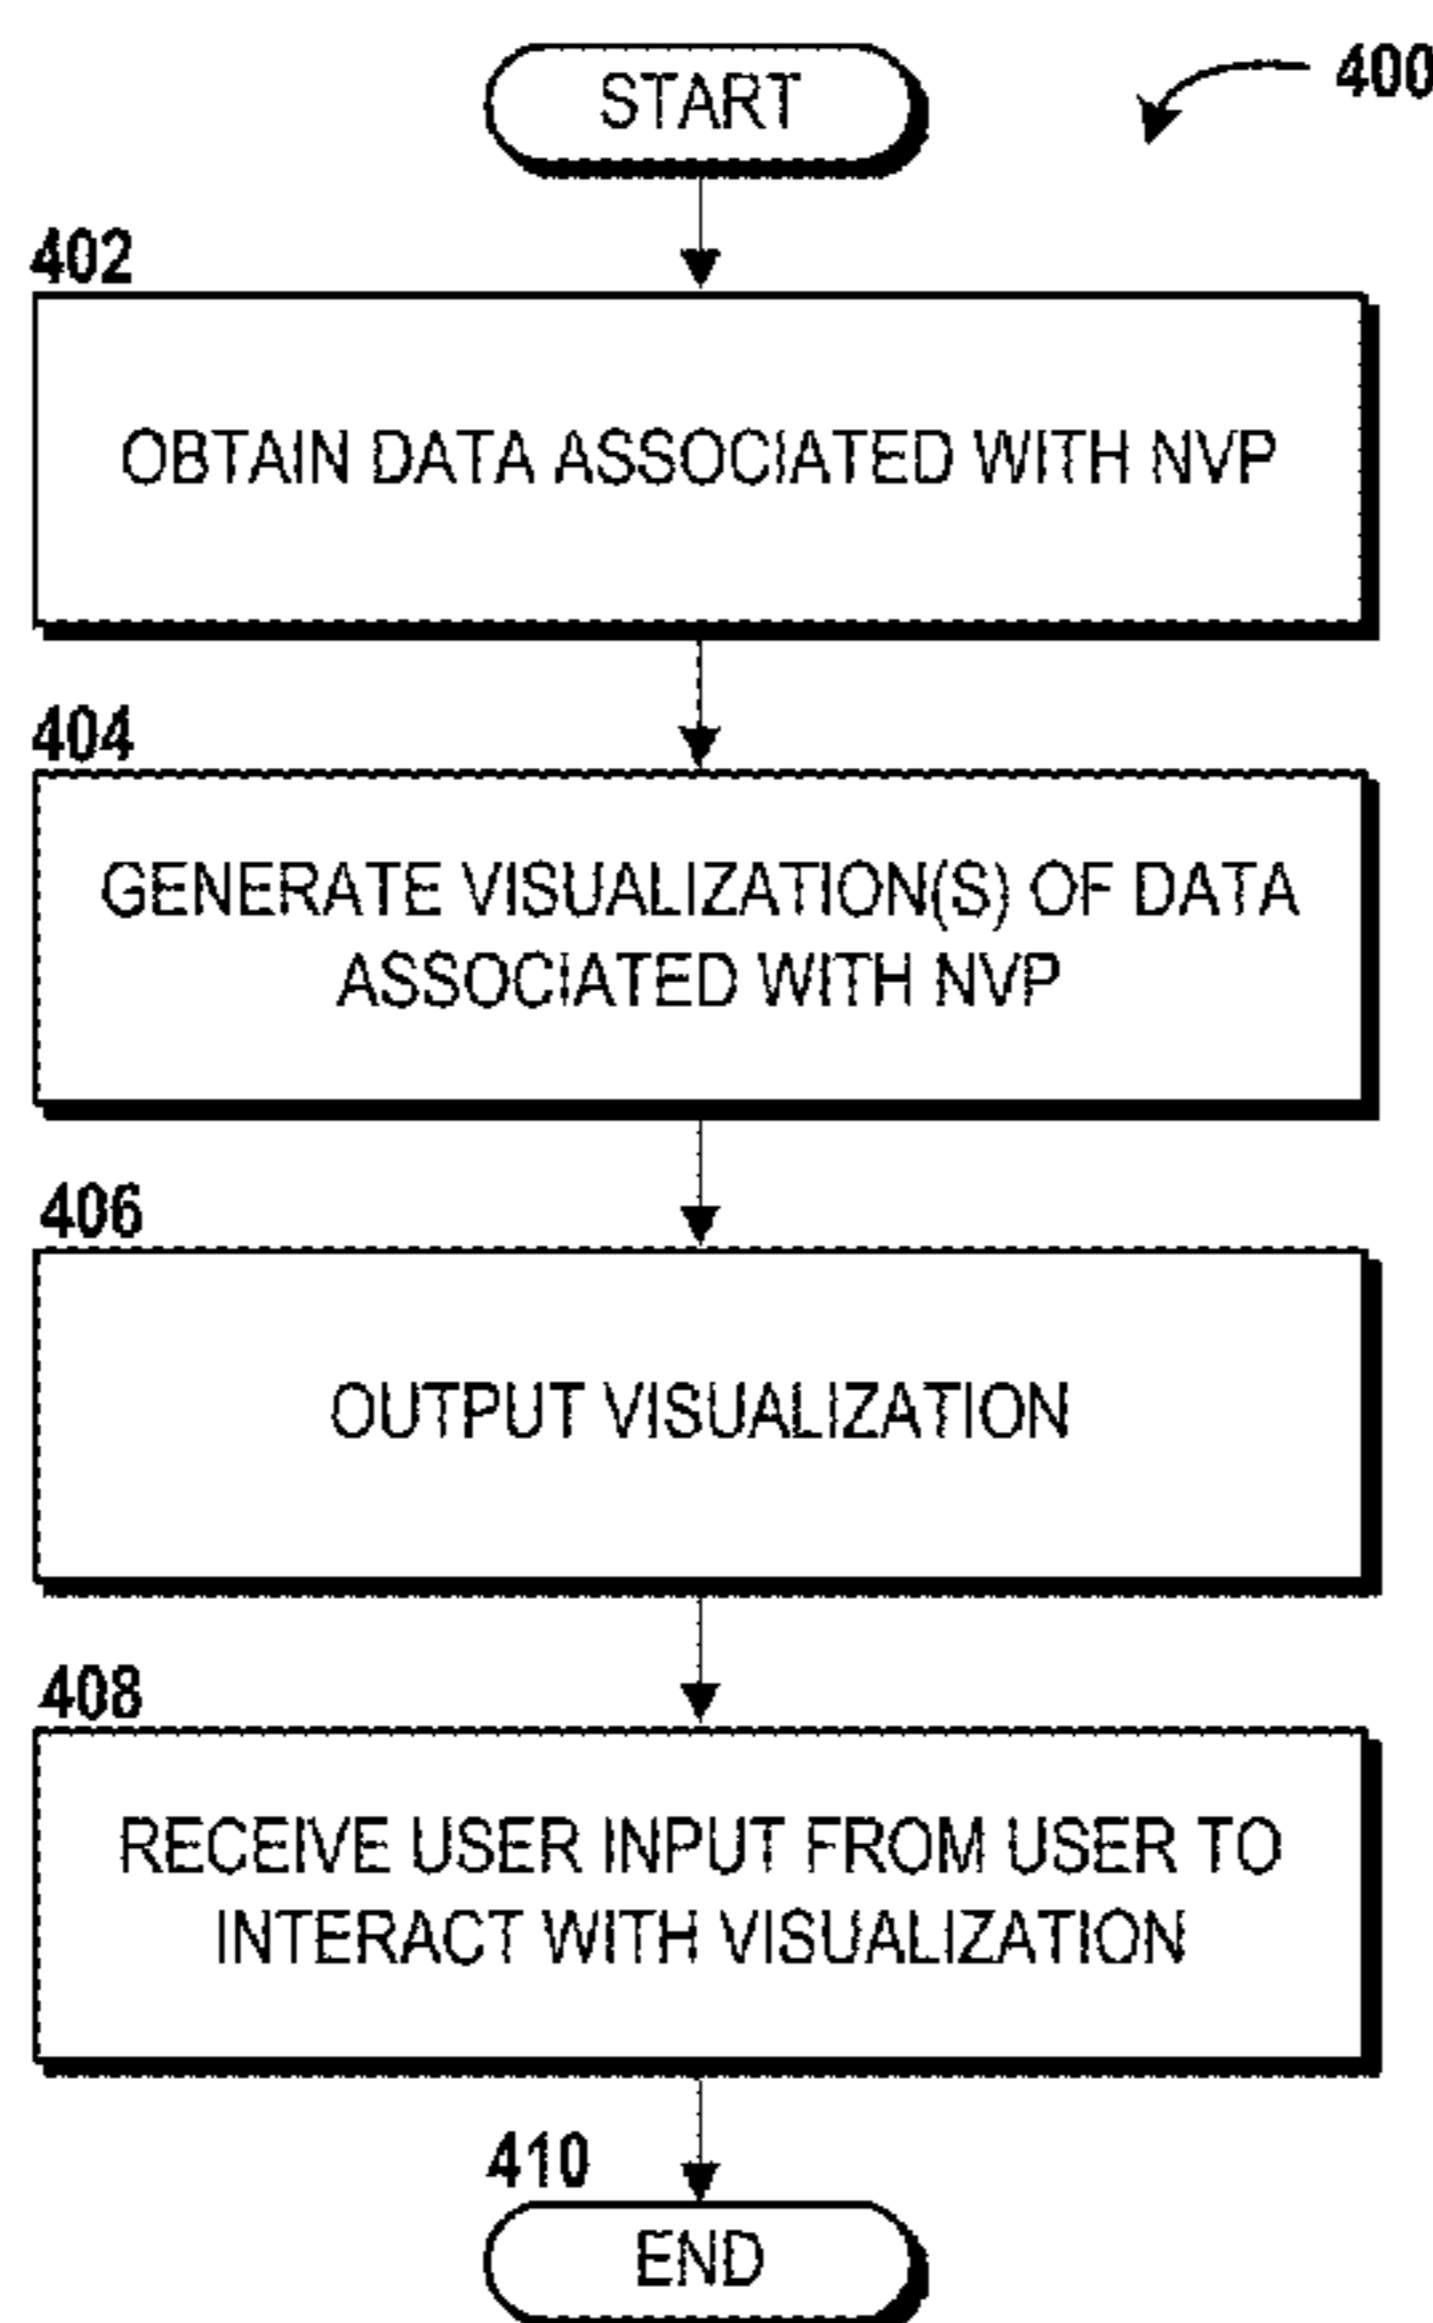 START
400
402
OBTAIN DATA ASSOCIATED WITH NVP
404
GENERATE VISUALIZATION(S) OF DATA
ASSOCIATED WITH NVP
406
OUTPUT VISUALIZATION
408
RECEIVE USER INPUT FROM USER TO
INTERACT WITH VISUALIZATION
410
END